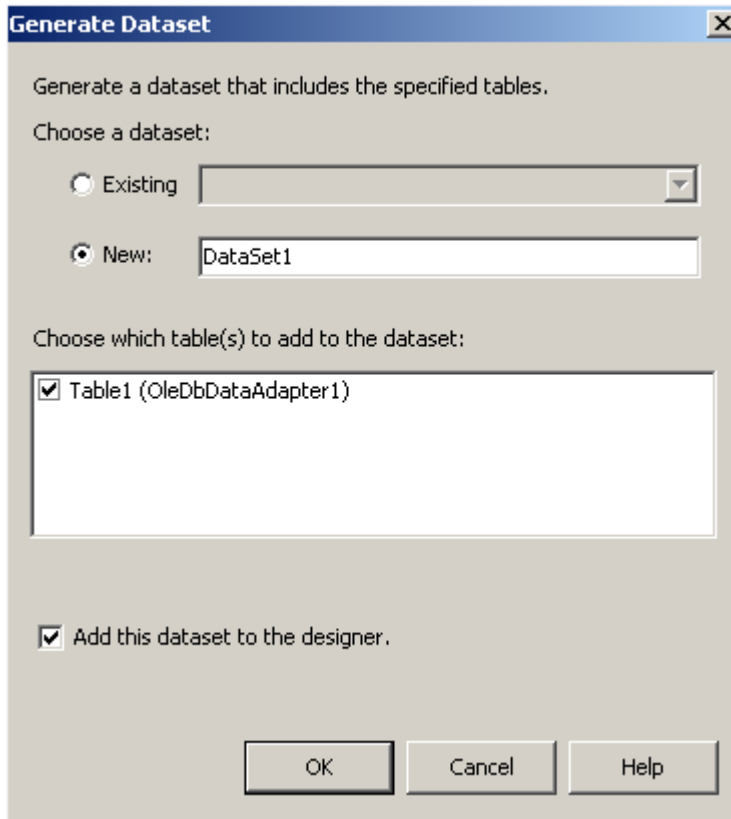 Generate Dataset
Generate a dataset that includes the specified tables.
Choose a dataset:
Existing
New: DataSet1
Choose which table(s) to add to the dataset:
Table1 (OleDbDataAdapter1)
Add this dataset to the designer.
OK Cancel Help